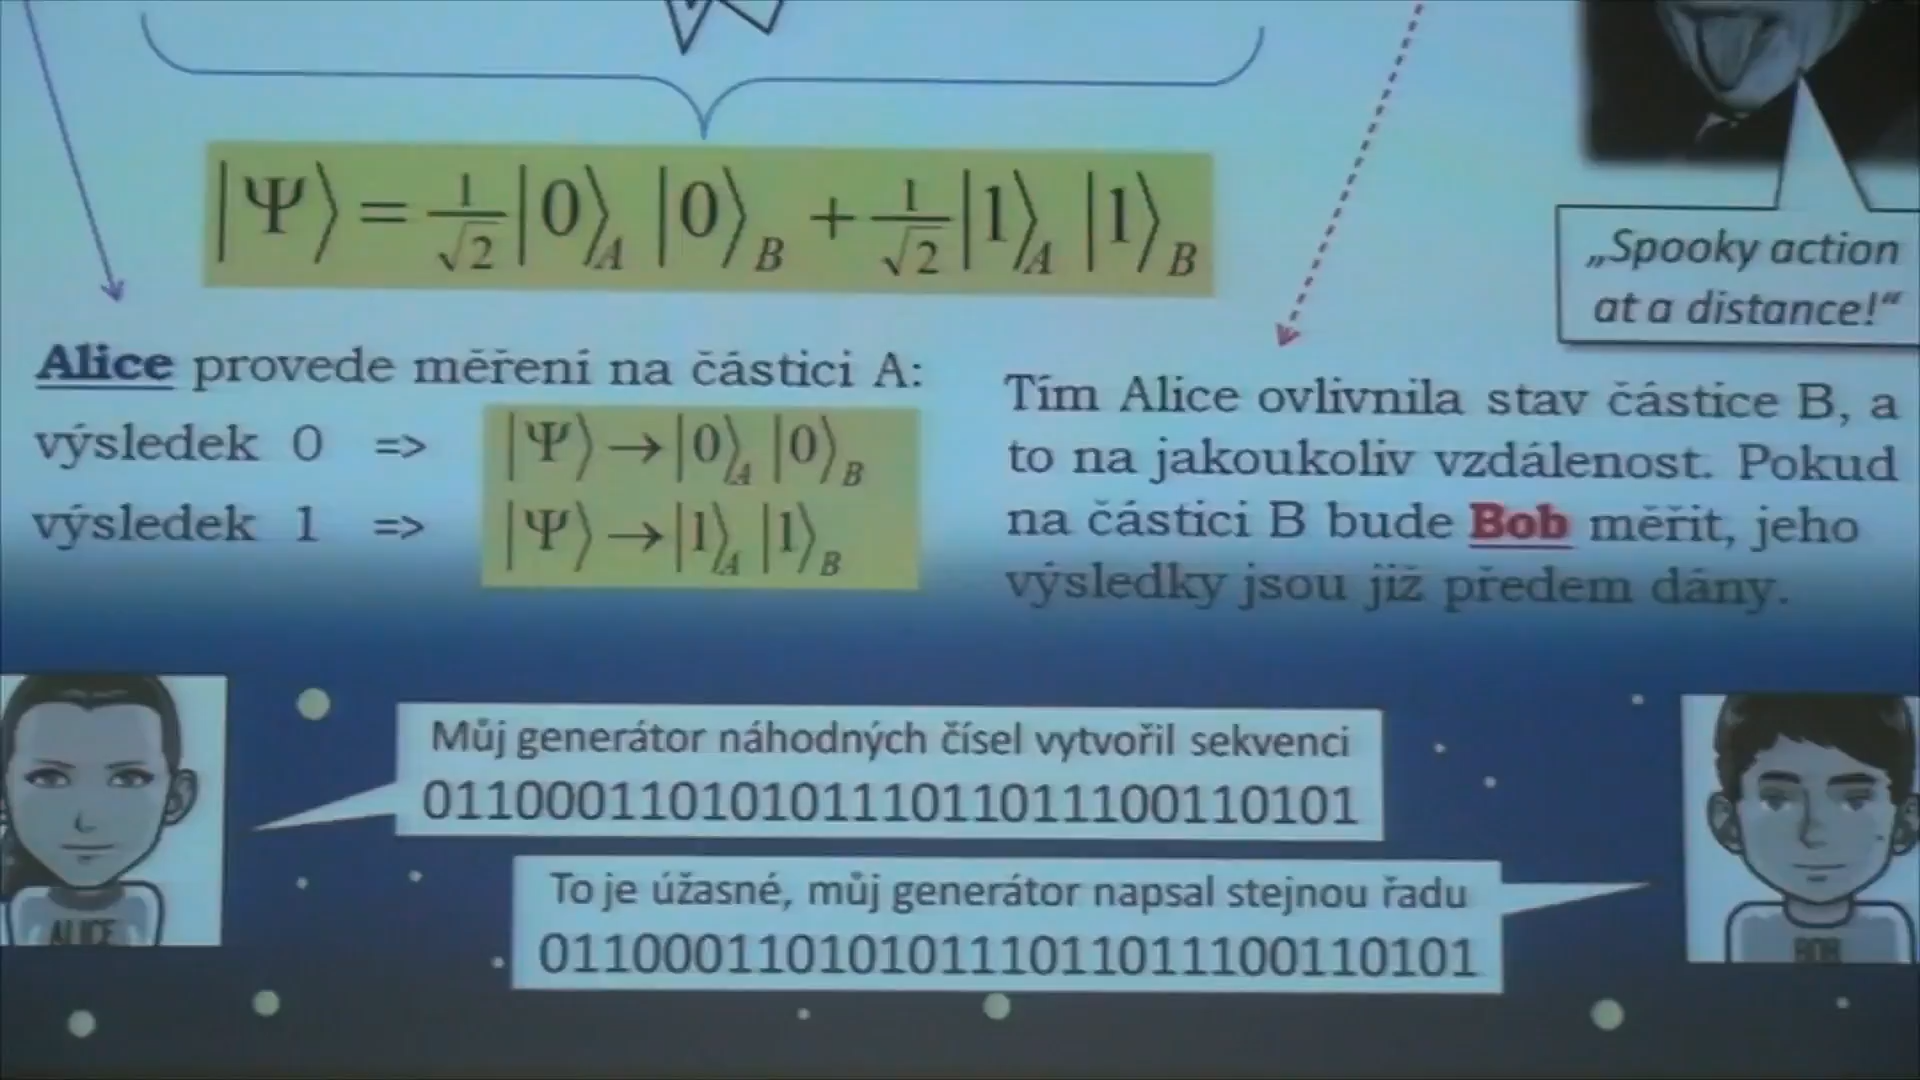 |Ψ⟩ = 1/√2 |0⟩A |0⟩B + 1/√2 |1⟩A |1⟩B
„Spooky action
at a distance!“
Alice provede měření na částici A:
výsledek 0 => |Ψ⟩→|0⟩A |0⟩B
výsledek 1 => |Ψ⟩→|1⟩A |1⟩B
Tím Alice ovlivnila stav částice B, a
to na jakoukoliv vzdálenost. Pokud
na částici B bude Bob měřit, jeho
výsledky jsou již předem dány.
Můj generátor náhodných čísel vytvořil sekvenci
0110001101010111011011100110101
To je úžasné, můj generátor napsal stejnou řadu
0110001101010111011011100110101
ALICE
BOB